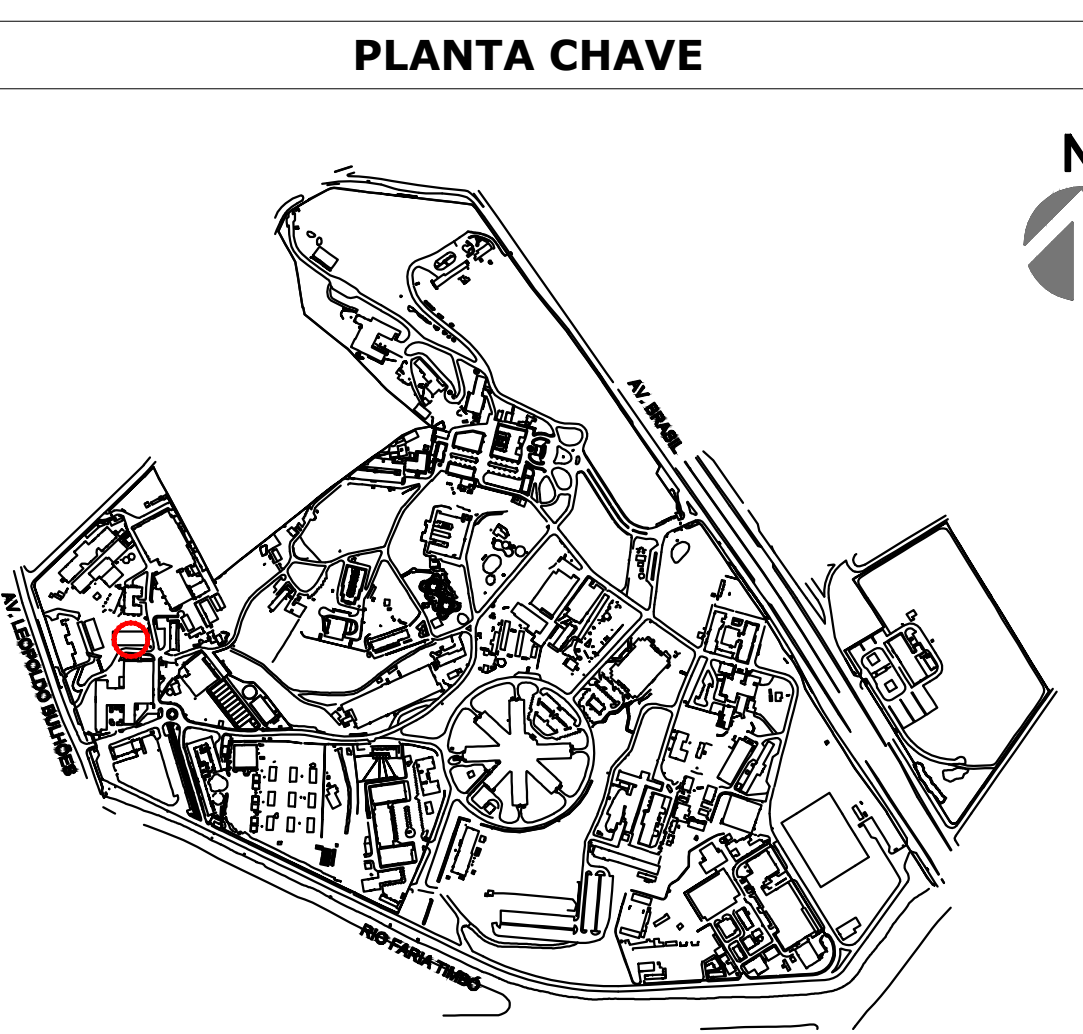 PLANTA CHAVE
N
AV. BRASIL
AV. LEOPOLDO BULHÕES
RIO FARIA TIMBÓ